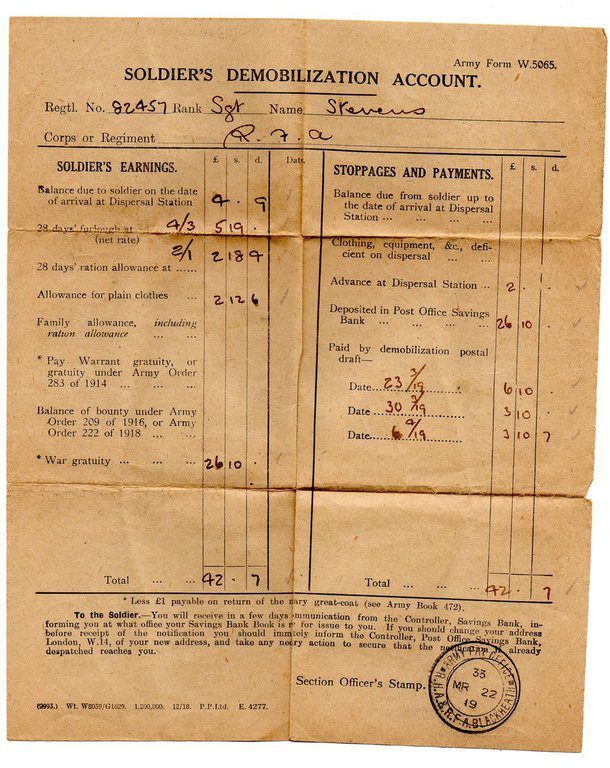 Army Form W.5065.
SOLDIER'S DEMOBILIZATION ACCOUNT.
Regtl. No. 82457 Rank Sgt Name Stevens
Corps or Regiment R. F. A
SOLDIER'S EARNINGS. £ s. d. Date
Balance due to soldier on the date
of arrival at Dispersal Station 4 . 9
28 days' furlough at 4/3 5 19 .
(net rate)
2/1
28 days' ration allowance at ...... 2 18 4
Allowance for plain clothes ... 2 12 6
Family allowance, including
ration allowance ... ...
* Pay Warrant gratuity, or
gratuity under Army Order
283 of 1914 ... ... ...
Balance of bounty under Army
Order 209 of 1916, or Army
Order 222 of 1918 ... ...
* War gratuity ... ... ... 26 10 .
Total ... ... 42 . 7
STOPPAGES AND PAYMENTS. £ s. d.
Balance due from soldier up to
the date of arrival at Dispersal
Station ... ... ... ...
Clothing, equipment, &c., defi-
cient on dispersal ... ...
Advance at Dispersal Station .. 2 .
Deposited in Post Office Savings
Bank ... ... ... ... 26 10 .
Paid by demobilization postal
draft—
Date 23 3/19 6 10 .
Date 30 3/19 3 10 .
Date 6 4/19 3 10 7
Total ... ... 42 . 7
* Less £1 payable on return of the ary great-coat (see Army Book 472).
To the Soldier.—You will receive in a few days mmunication from the Controller, Savings Bank, in-
forming you at what office your Savings Bank Book is r for issue to you. If you should change your address
before receipt of the notification you should immediately inform the Controller, Post Office Savings Bank,
London, W.14, of your new address, and take any necessary action to secure that the notification if already
despatched reaches you.
Section Officer's Stamp.
ARMY PAY OFFICE
R.H.A & R.F.A. BLACKHEATH
33
MR 22
19
(2993.) Wt. W8039/G1629. 1,200,000. 12/18. P.P.Ltd. E. 4277.